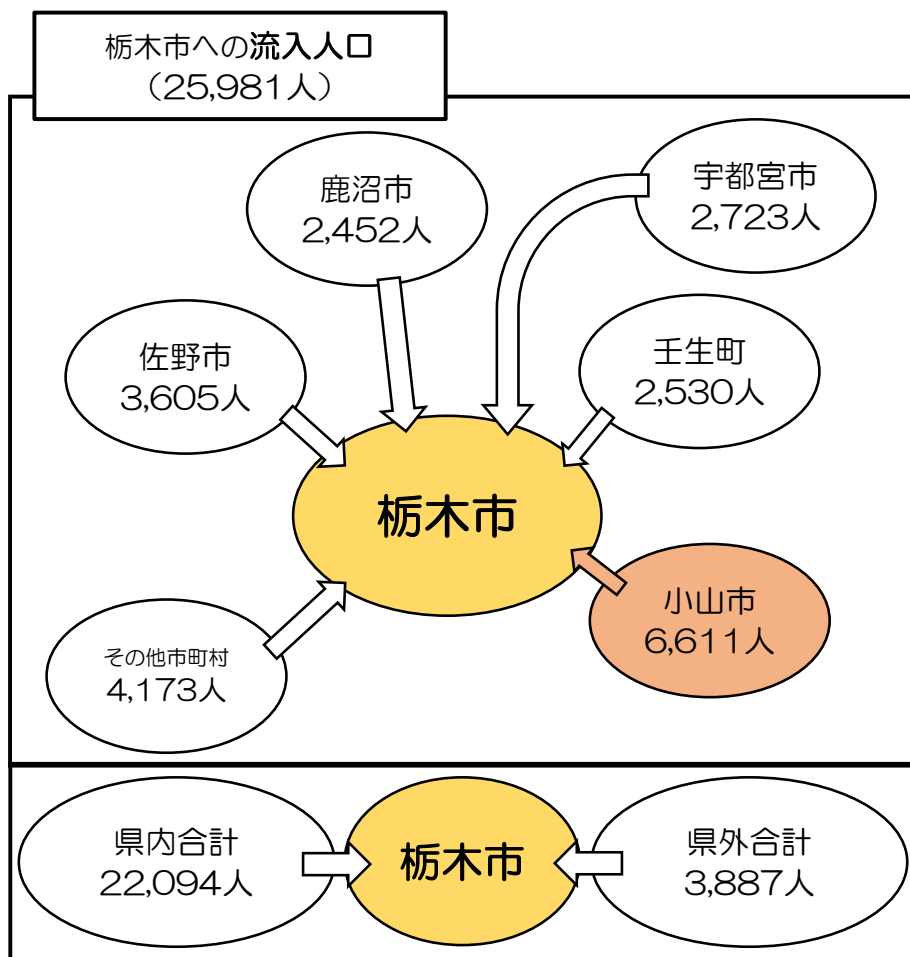 栃木市への流入人口
（25,981人）
鹿沼市
2,452人
宇都宮市
2,723人
佐野市
3,605人
壬生町
2,530人
栃木市
小山市
6,611人
その他市町村
4,173人
県内合計
22,094人
栃木市
県外合計
3,887人